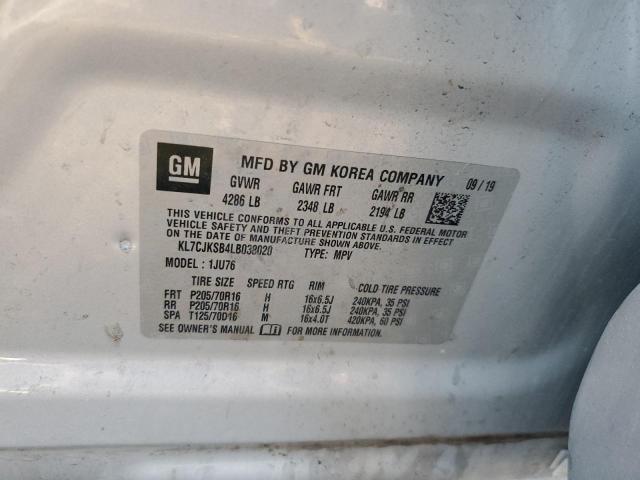 GM
MFD BY GM KOREA COMPANY 09/19
GVWR GAWR FRT GAWR RR
4286 LB 2348 LB 2194 LB
THIS VEHICLE CONFORMS TO ALL APPLICABLE U.S. FEDERAL MOTOR
VEHICLE SAFETY AND THEFT PREVENTION STANDARDS IN EFFECT
ON THE DATE OF MANUFACTURE SHOWN ABOVE.
KL7CJKSB4LB038020 TYPE: MPV
MODEL : 1JU76
TIRE SIZE SPEED RTG RIM COLD TIRE PRESSURE
FRT P205/70R16 H 16x6.5J 240KPA, 35 PSI
RR P205/70R16 H 16x6.5J 240KPA, 35 PSI
SPA T125/70D16 M 16x4.0T 420KPA, 60 PSI
SEE OWNER'S MANUAL FOR MORE INFORMATION.